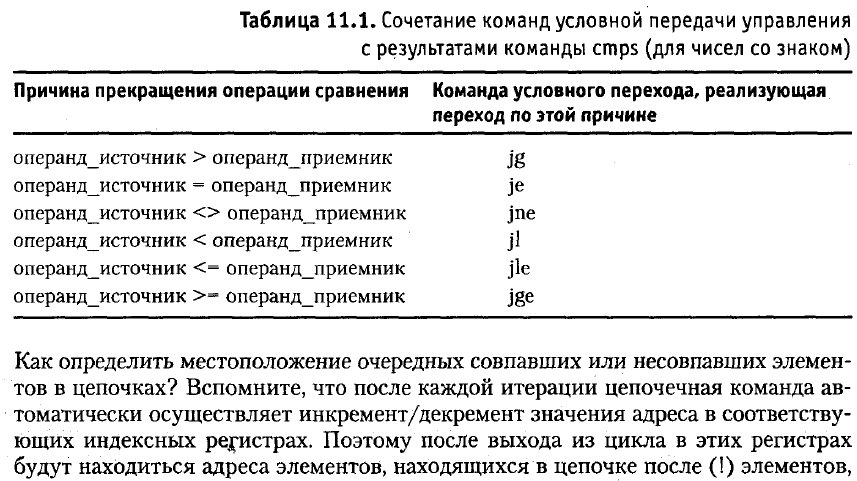 Таблица 11.1. Сочетание команд условной передачи управления
с результатами команды cmps (для чисел со знаком)
Причина прекращения операции сравнения Команда условного перехода, реализующая
переход по этой причине
операнд_источник > операнд_приемник jg
операнд_источник = операнд_приемник je
операнд_источник <> операнд_приемник jne
операнд_источник < операнд_приемник jl
операнд_источник <= операнд_приемник jle
операнд_источник >= операнд_приемник jge
Как определить местоположение очередных совпавших или несовпавших элемен-
тов в цепочках? Вспомните, что после каждой итерации цепочечная команда ав-
томатически осуществляет инкремент/декремент значения адреса в соответству-
ющих индексных регистрах. Поэтому после выхода из цикла в этих регистрах
будут находиться адреса элементов, находящихся в цепочке после (!) элементов,